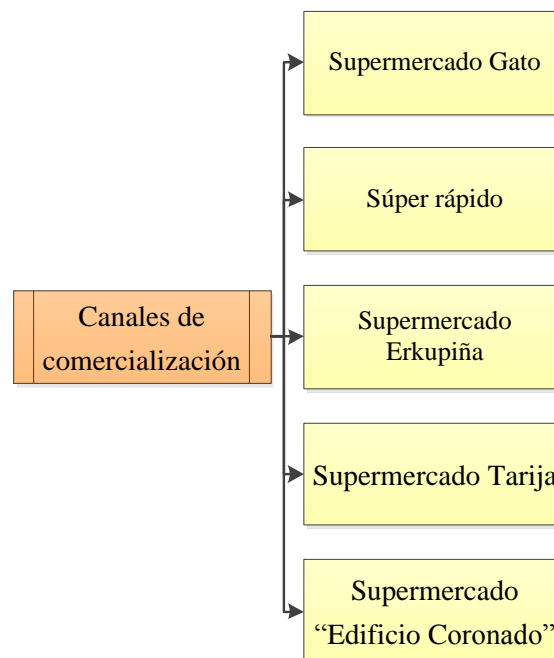 Supermercado Gato
Súper rápido
Canales de
comercialización
Supermercado
Erkupiña
Supermercado Tarija
Supermercado
“Edificio Coronado”